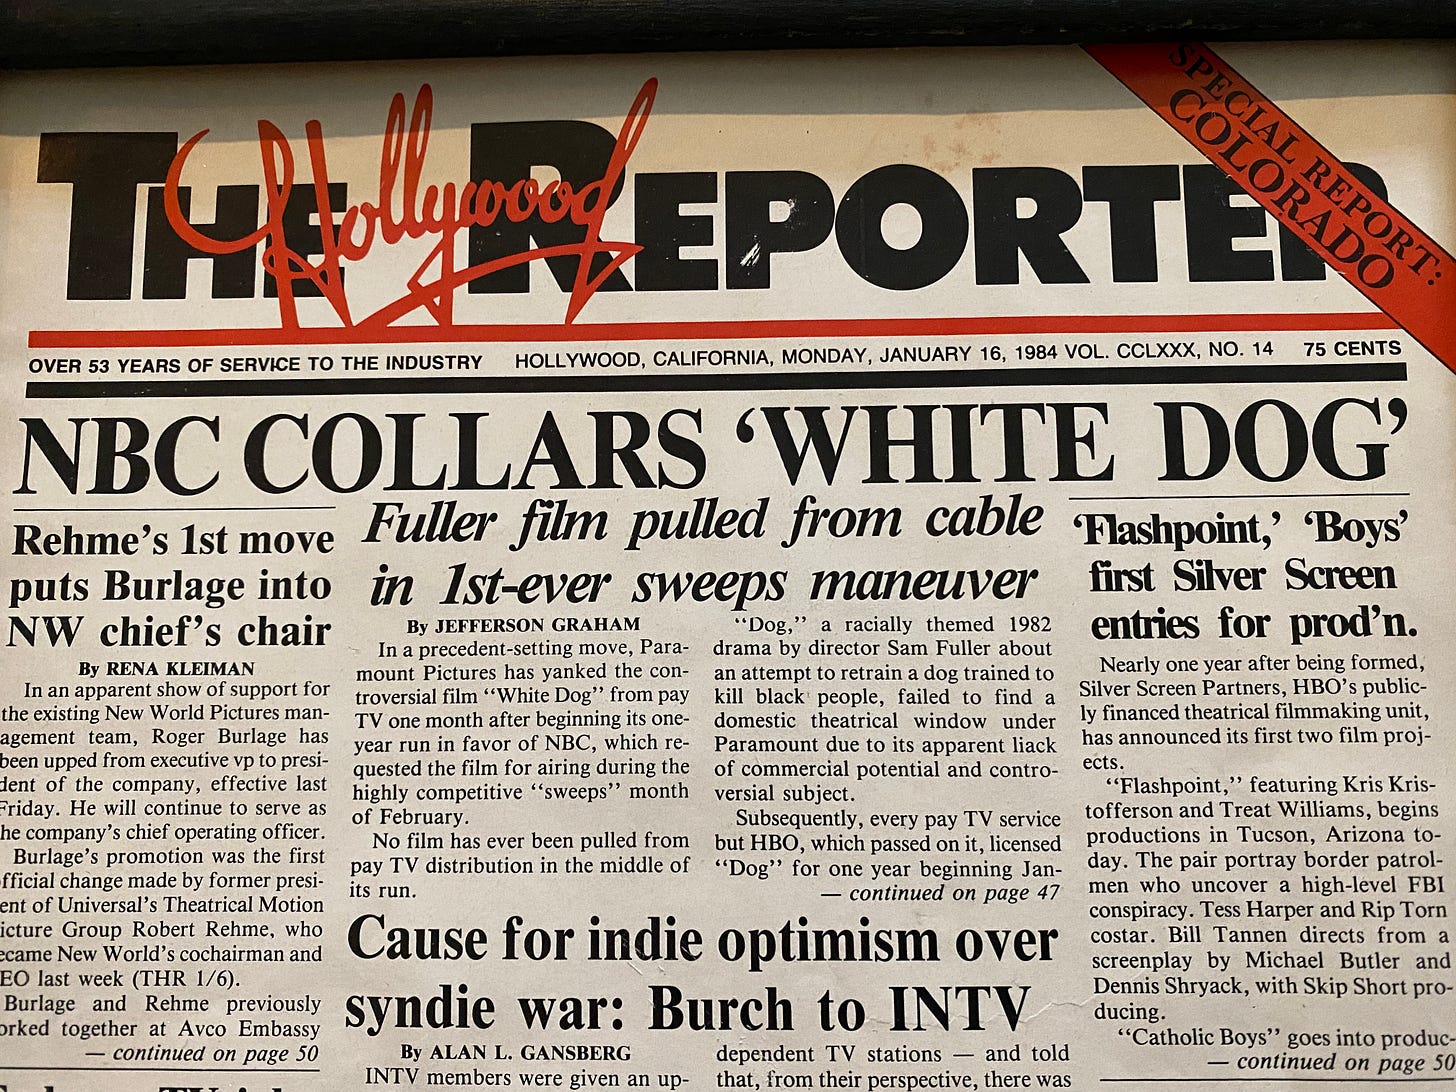 THE Hollywood REPORTER
SPECIAL REPORT:
COLORADO
OVER 53 YEARS OF SERVICE TO THE INDUSTRY HOLLYWOOD, CALIFORNIA, MONDAY, JANUARY 16, 1984 VOL. CCLXXX, NO. 14 75 CENTS
NBC COLLARS ‘WHITE DOG’
Rehme’s 1st move
puts Burlage into
NW chief’s chair
By RENA KLEIMAN
In an apparent show of support for
the existing New World Pictures man-
agement team, Roger Burlage has
been upped from executive vp to presi-
dent of the company, effective last
Friday. He will continue to serve as
he company’s chief operating officer.
Burlage’s promotion was the first
official change made by former presi-
ent of Universal’s Theatrical Motion
icture Group Robert Rehme, who
ecame New World’s cochairman and
EO last week (THR 1/6).
Burlage and Rehme previously
orked together at Avco Embassy
— continued on page 50
Fuller film pulled from cable
in 1st-ever sweeps maneuver
By JEFFERSON GRAHAM
In a precedent-setting move, Para-
mount Pictures has yanked the con-
troversial film “White Dog” from pay
TV one month after beginning its one-
year run in favor of NBC, which re-
quested the film for airing during the
highly competitive “sweeps” month
of February.
No film has ever been pulled from
pay TV distribution in the middle of
its run.
“Dog,” a racially themed 1982
drama by director Sam Fuller about
an attempt to retrain a dog trained to
kill black people, failed to find a
domestic theatrical window under
Paramount due to its apparent liack
of commercial potential and contro-
versial subject.
Subsequently, every pay TV service
but HBO, which passed on it, licensed
“Dog” for one year beginning Jan-
— continued on page 47
Cause for indie optimism over
syndie war: Burch to INTV
By ALAN L. GANSBERG
INTV members were given an up-
dependent TV stations — and told
that, from their perspective, there was
‘Flashpoint,’ ‘Boys’
first Silver Screen
entries for prod’n.
Nearly one year after being formed,
Silver Screen Partners, HBO’s public-
ly financed theatrical filmmaking unit,
has announced its first two film proj-
ects.
“Flashpoint,” featuring Kris Kris-
tofferson and Treat Williams, begins
productions in Tucson, Arizona to-
day. The pair portray border patrol-
men who uncover a high-level FBI
conspiracy. Tess Harper and Rip Torn
costar. Bill Tannen directs from a
screenplay by Michael Butler and
Dennis Shryack, with Skip Short pro-
ducing.
“Catholic Boys” goes into produc-
— continued on page 50